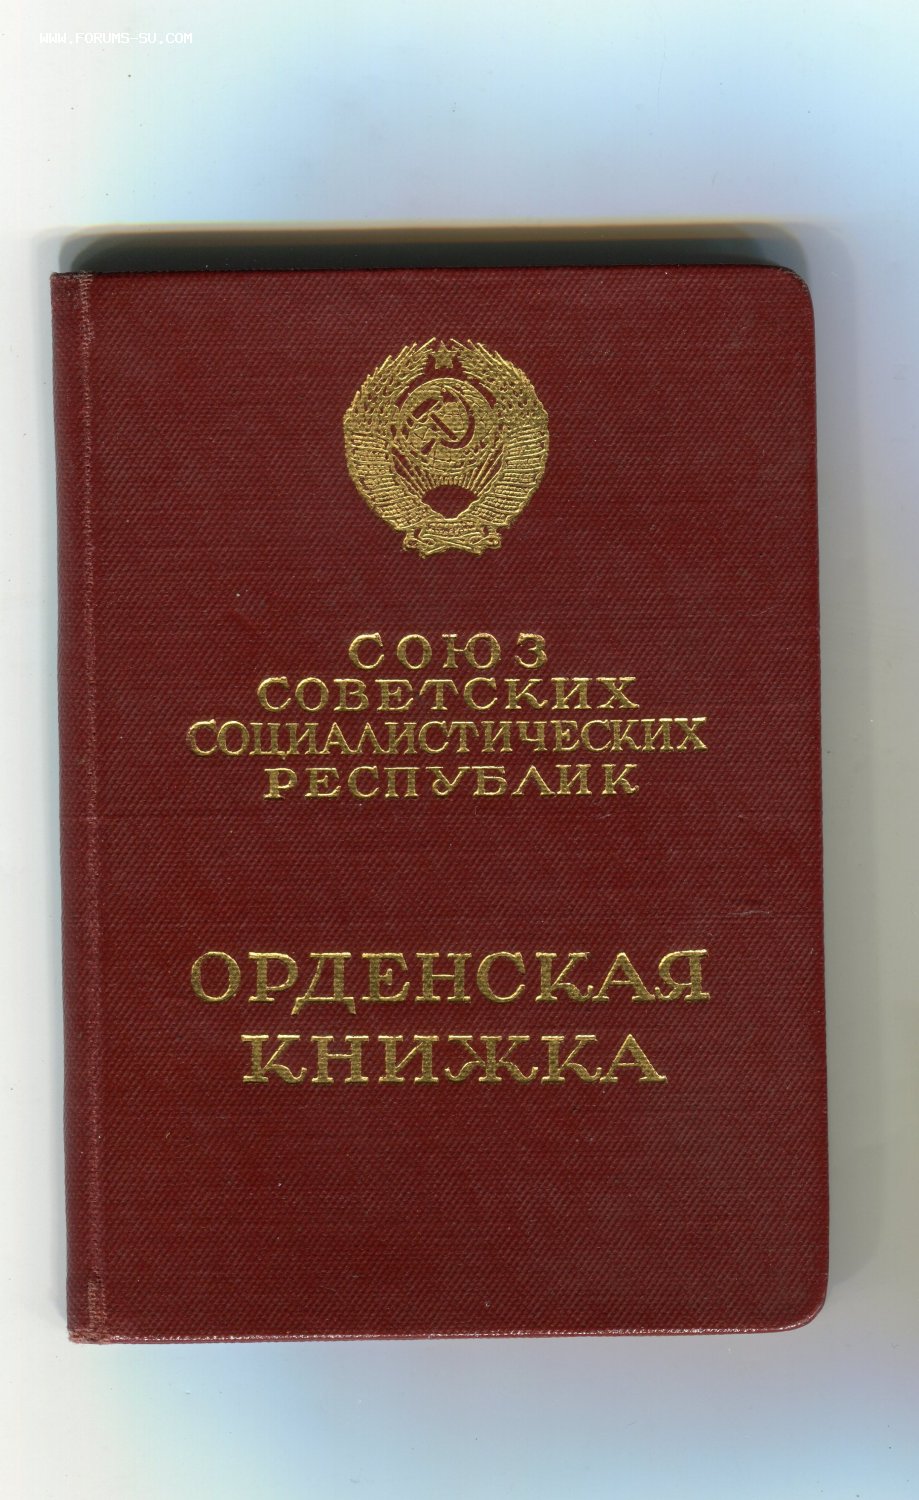 WWW.FORUMS-SU.COM
СОЮЗ
СОВЕТСКИХ
СОЦИАЛИСТИЧЕСКИХ
РЕСПУБЛИК
ОРДЕНСКАЯ
КНИЖКА